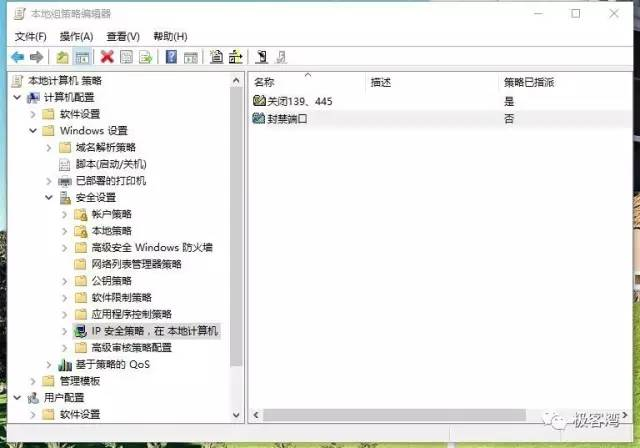 本地组策略编辑器
文件(F) 操作(A) 查看(V) 帮助(H)
本地计算机 策略
计算机配置
软件设置
Windows 设置
域名解析策略
脚本(启动/关机)
已部署的打印机
安全设置
帐户策略
本地策略
高级安全 Windows 防火墙
网络列表管理器策略
公钥策略
软件限制策略
应用程序控制策略
IP 安全策略，在 本地计算机
高级审核策略配置
基于策略的 QoS
管理模板
用户配置
软件设置
名称 描述 策略已指派
关闭139、445 是
封禁端口 否
极客湾